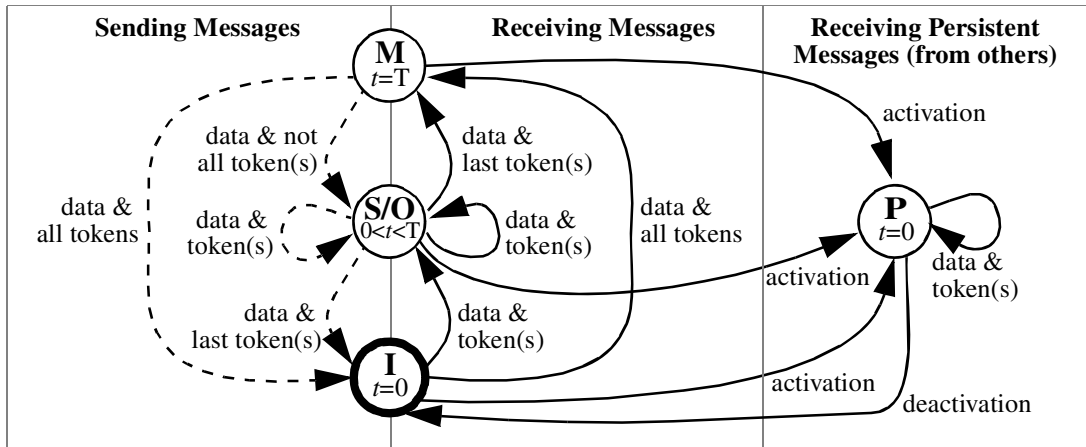 Sending Messages
Receiving Messages
Receiving Persistent
Messages (from others)
M
t=T
activation
data & not
all token(s)
data &
last token(s)
data &
all tokens
data &
token(s)
S/O
0<t<T
data &
token(s)
data &
all tokens
P
t=0
data &
token(s)
activation
data &
last token(s)
data &
token(s)
I
t=0
activation
deactivation